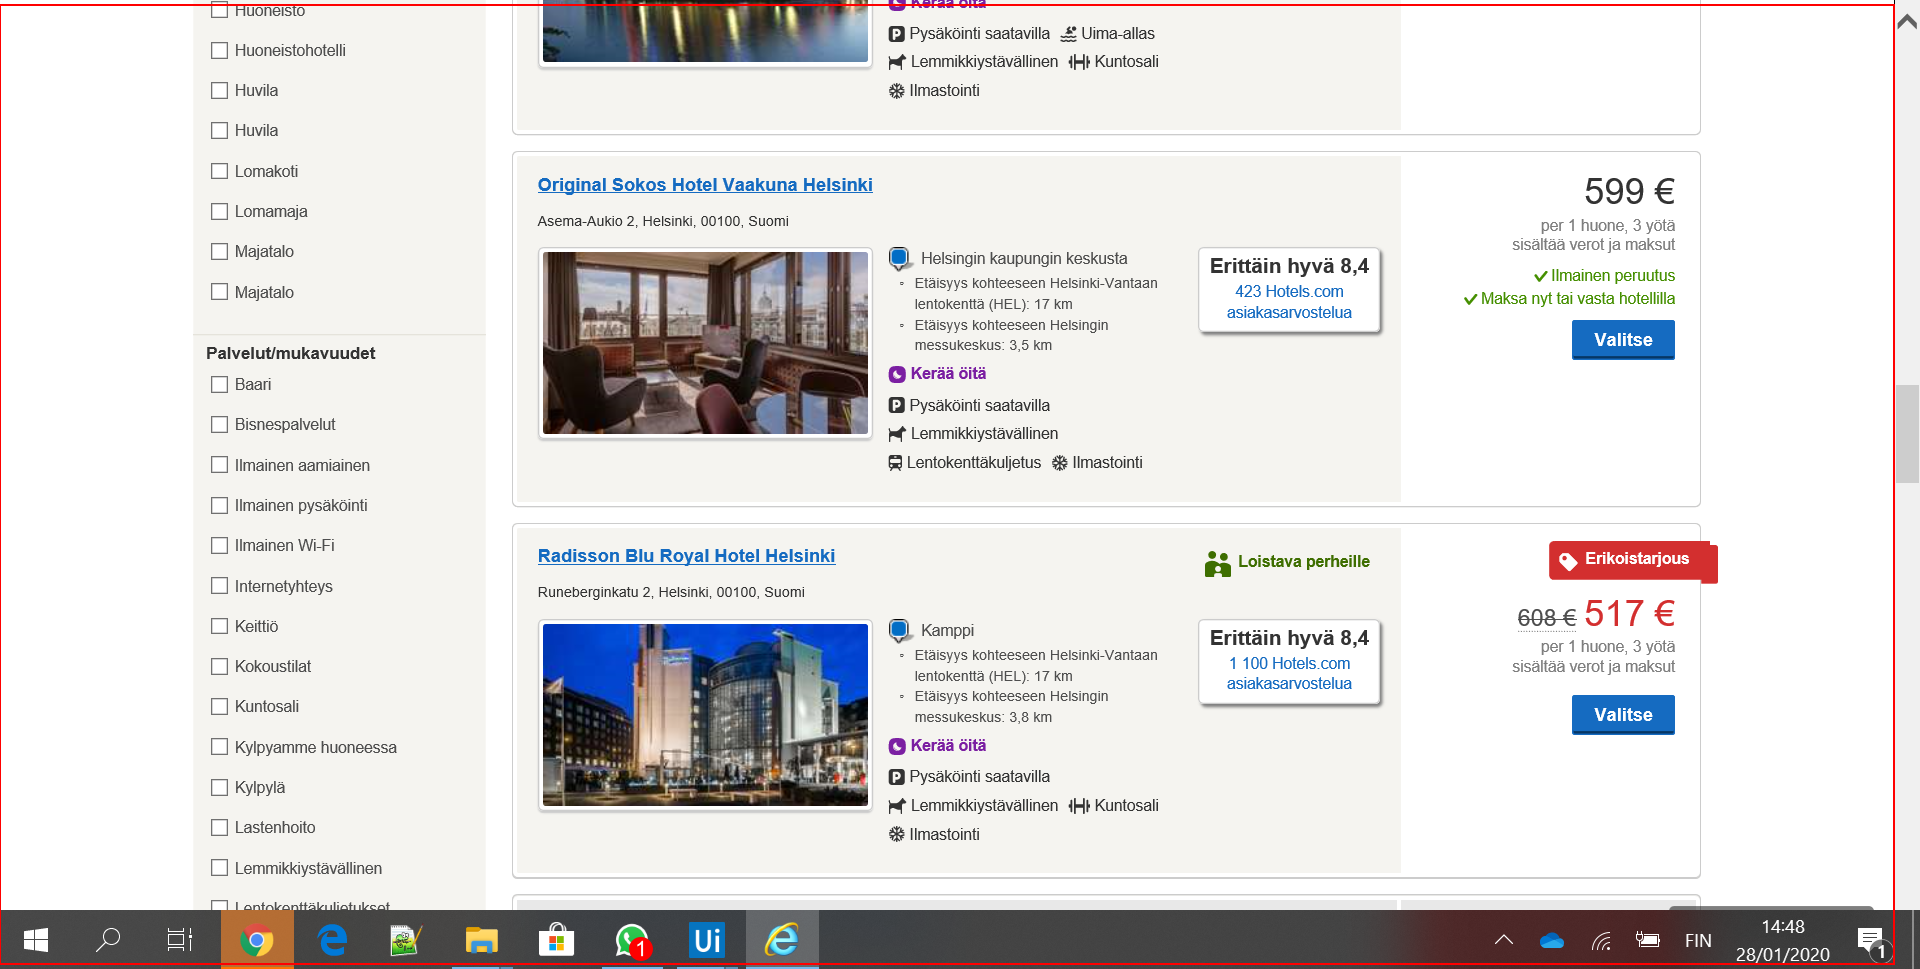 Huoneisto
Huoneistohotelli
Huvila
Huvila
Lomakoti
Lomamaja
Majatalo
Majatalo
Palvelut/mukavuudet
Baari
Bisnespalvelut
Ilmainen aamiainen
Ilmainen pysäköinti
Ilmainen Wi-Fi
Internetyhteys
Keittiö
Kokoustilat
Kuntosali
Kylpyamme huoneessa
Kylpylä
Lastenhoito
Lemmikkiystävällinen
Lentokenttäkuljetukset
Kerää öitä
Pysäköinti saatavilla Uima-allas
Lemmikkiystävällinen Kuntosali
Ilmastointi
Original Sokos Hotel Vaakuna Helsinki
Asema-Aukio 2, Helsinki, 00100, Suomi
Helsingin kaupungin keskusta
Etäisyys kohteeseen Helsinki-Vantaan
lentokenttä (HEL): 17 km
Etäisyys kohteeseen Helsingin
messukeskus: 3,5 km
Kerää öitä
Pysäköinti saatavilla
Lemmikkiystävällinen
Lentokenttäkuljetus Ilmastointi
Erittäin hyvä 8,4
423 Hotels.com
asiakasarvostelua
599 €
per 1 huone, 3 yötä
sisältää verot ja maksut
Ilmainen peruutus
Maksa nyt tai vasta hotellilla
Valitse
Radisson Blu Royal Hotel Helsinki
Loistava perheille
Runeberginkatu 2, Helsinki, 00100, Suomi
Kamppi
Etäisyys kohteeseen Helsinki-Vantaan
lentokenttä (HEL): 17 km
Etäisyys kohteeseen Helsingin
messukeskus: 3,8 km
Kerää öitä
Pysäköinti saatavilla
Lemmikkiystävällinen Kuntosali
Ilmastointi
Erittäin hyvä 8,4
1 100 Hotels.com
asiakasarvostelua
Erikoistarjous
608 € 517 €
per 1 huone, 3 yötä
sisältää verot ja maksut
Valitse
1
Ui
FIN
14:48
28/01/2020
1